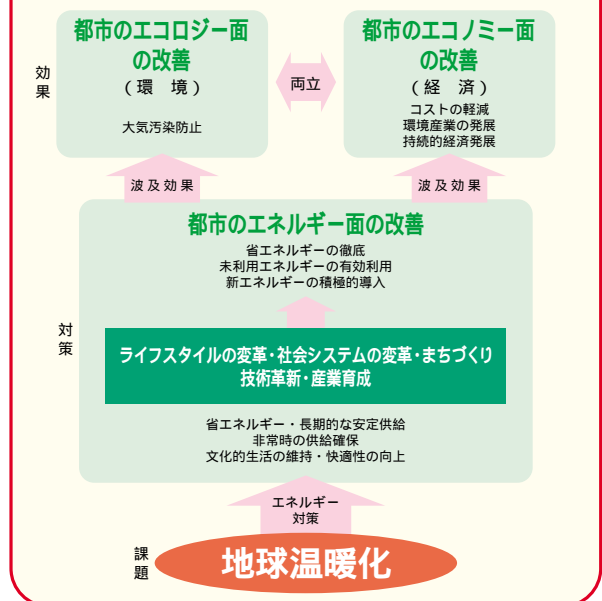 効果
都市のエコロジー面
の改善
（環　境）
大気汚染防止
両立
都市のエコノミー面
の改善
（経　済）
コストの軽減
環境産業の発展
持続的経済発展
波及効果
波及効果
対策
都市のエネルギー面の改善
省エネルギーの徹底
未利用エネルギーの有効利用
新エネルギーの積極的導入
ライフスタイルの変革・社会システムの変革・まちづくり
技術革新・産業育成
省エネルギー・長期的な安定供給
非常時の供給確保
文化的生活の維持・快適性の向上
エネルギー
対策
課題
地球温暖化